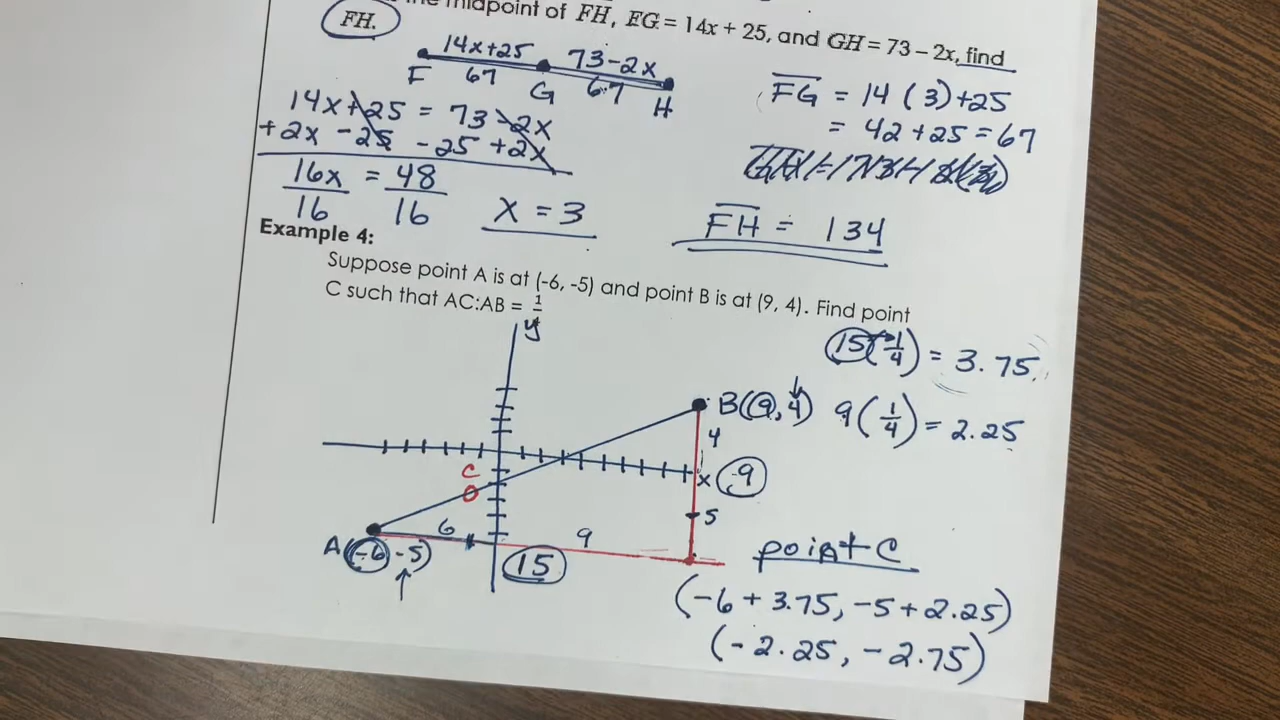 the midpoint of FH, FG = 14x + 25, and GH = 73 – 2x, find
FH.
14x+25 73-2x
F 67 G 67 H
14x+25 = 73-2x
+2x -25 -25 +2x
16x = 48
16 16
X = 3
FG = 14(3)+25
= 42+25=67
FH = 134
Example 4:
Suppose point A is at (-6, -5) and point B is at (9, 4). Find point
C such that AC:AB = 1
y
15(1/4) = 3.75
B(9,4) 9(1/4) = 2.25
4
C
x 9
5
6 9
A(-6,-5) 15
point C
(-6+3.75, -5+2.25)
(-2.25, -2.75)